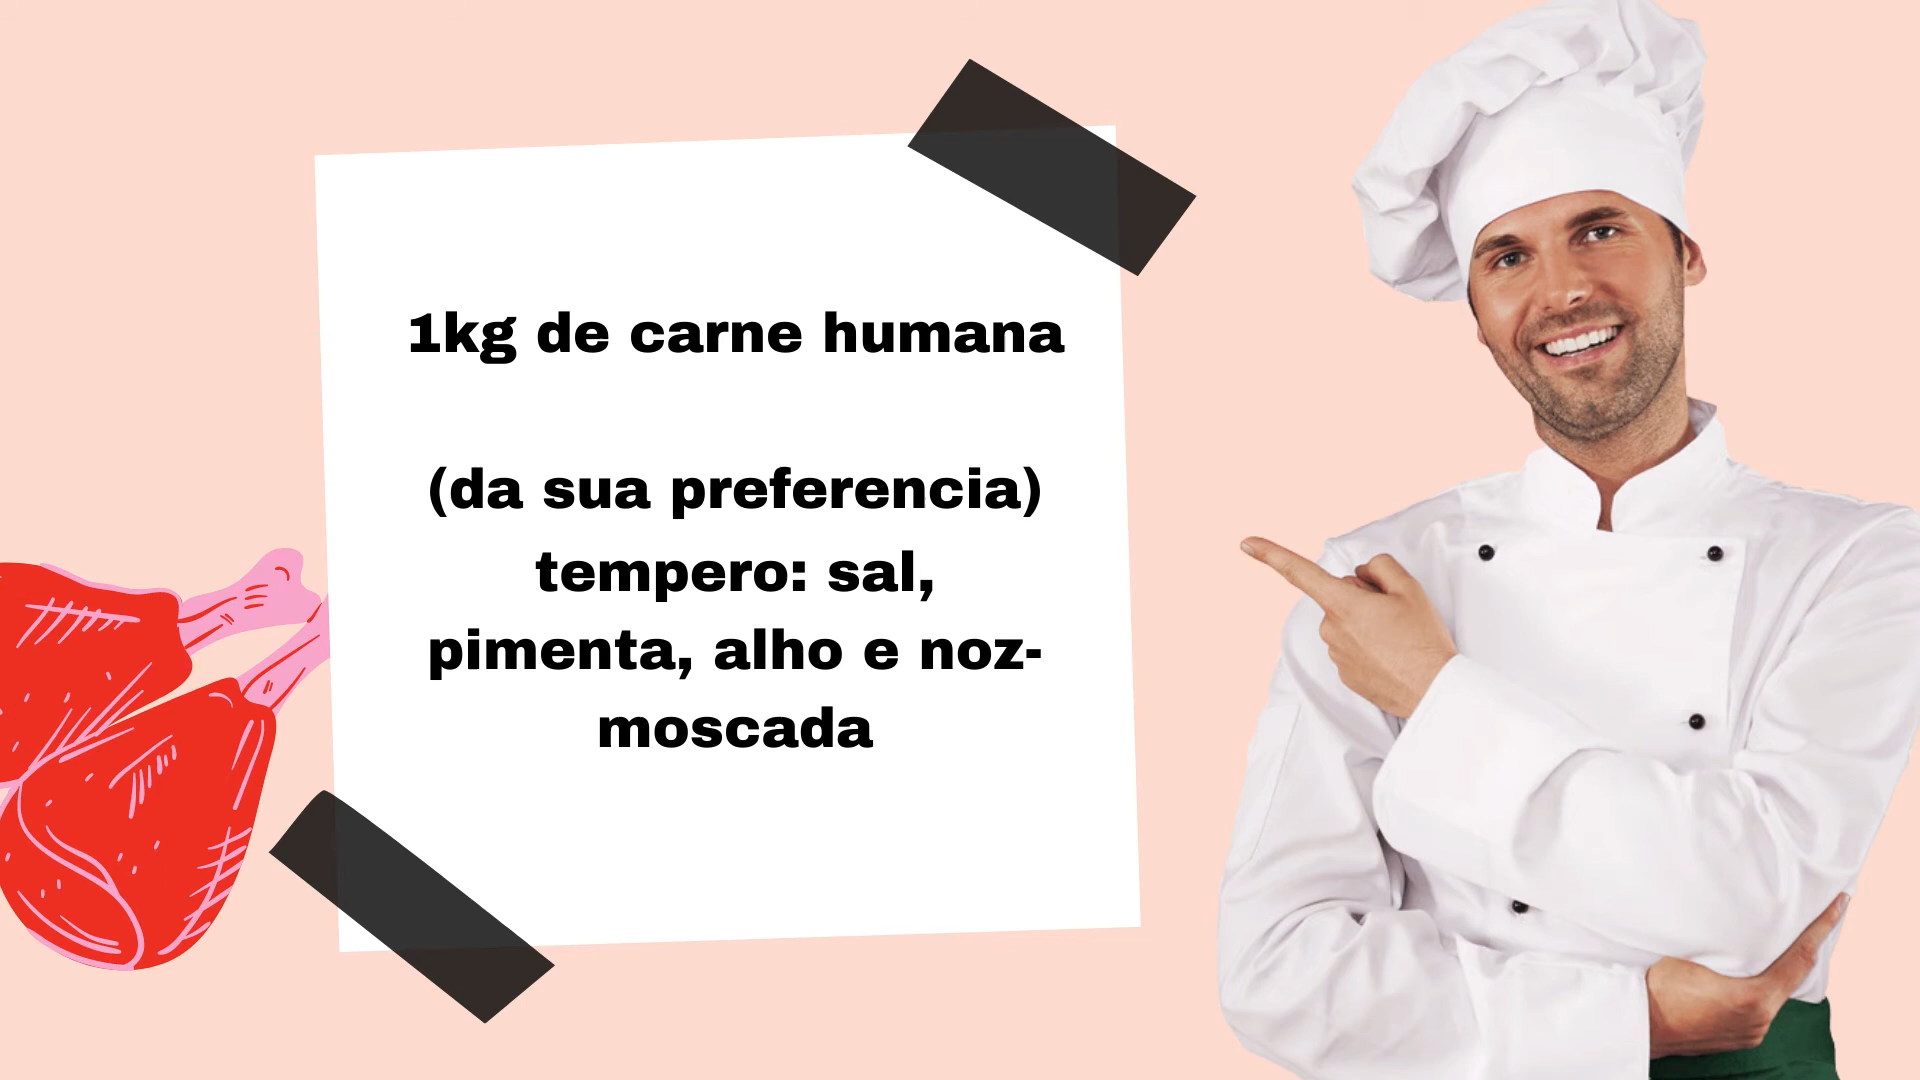 1kg de carne humana
(da sua preferencia)
tempero: sal,
pimenta, alho e noz-
moscada